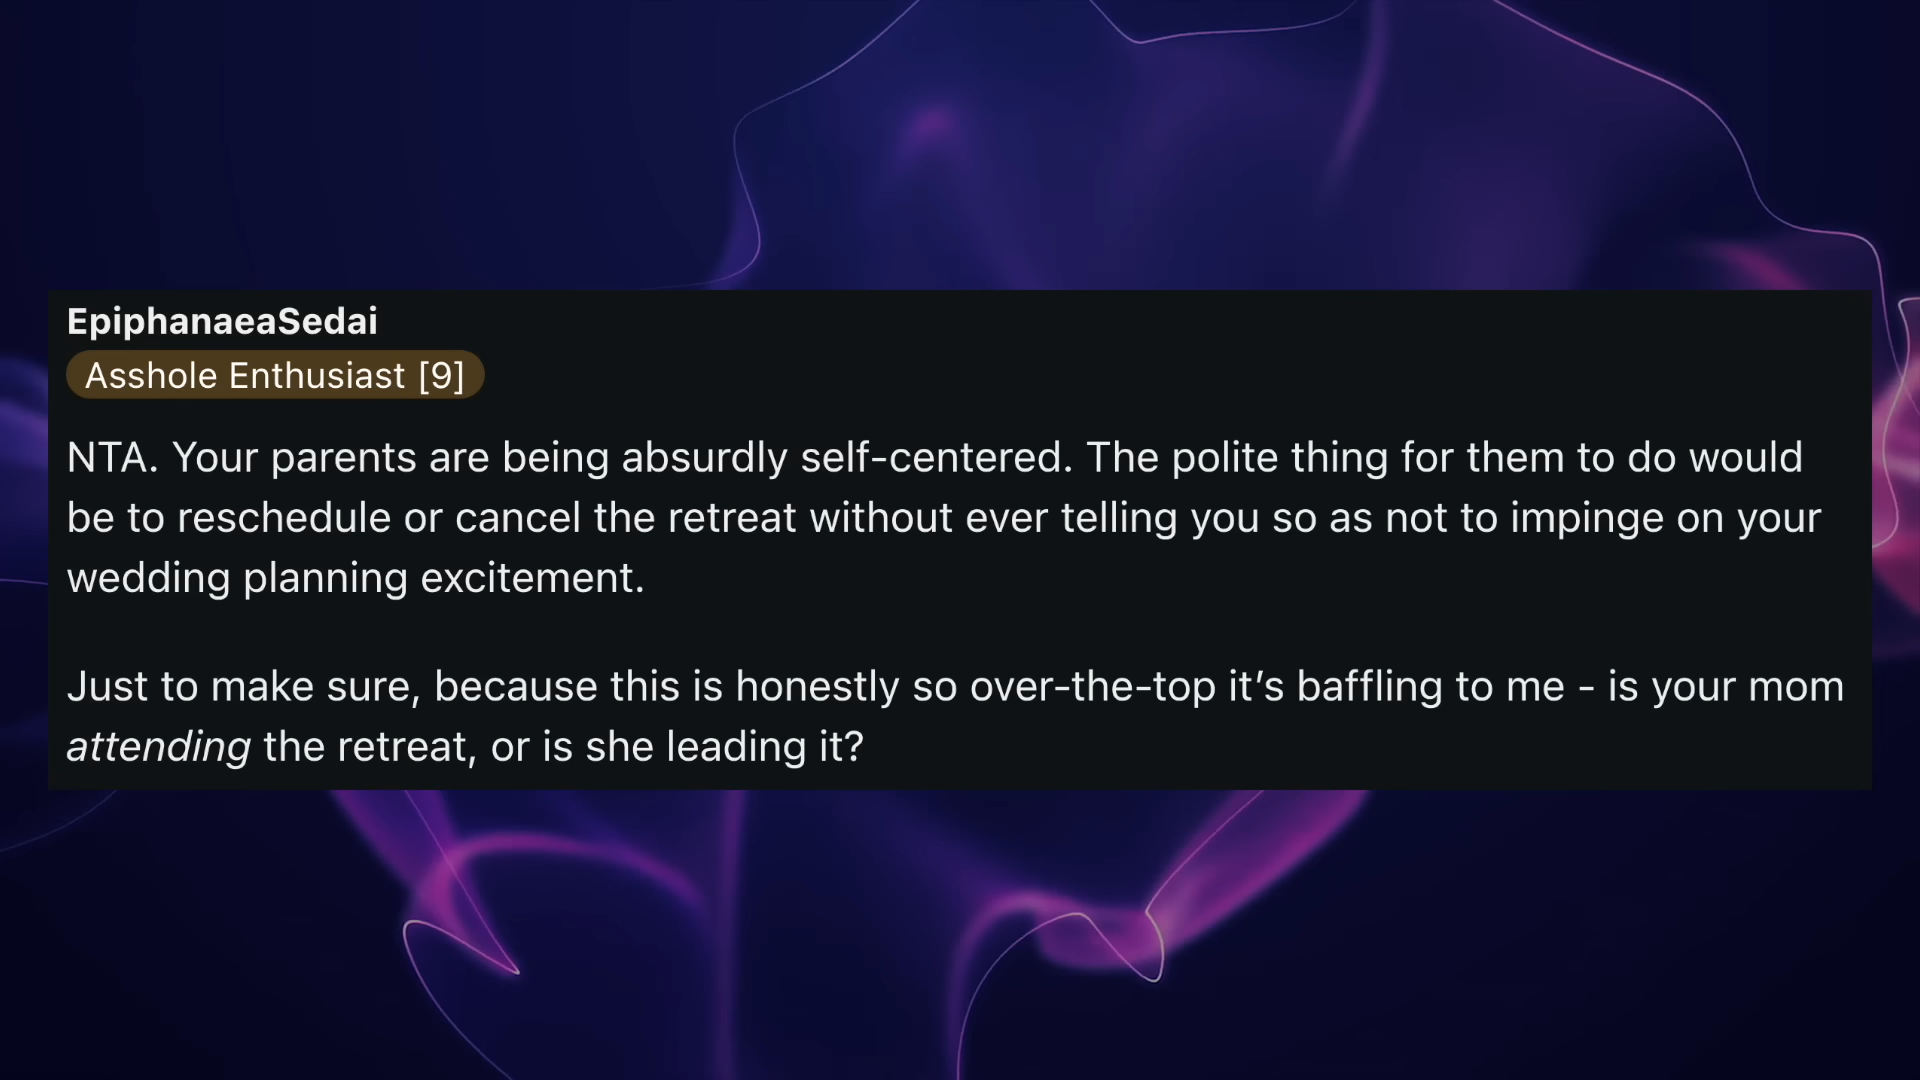 EpiphanaeaSedai
Asshole Enthusiast [9]
NTA. Your parents are being absurdly self-centered. The polite thing for them to do would
be to reschedule or cancel the retreat without ever telling you so as not to impinge on your
wedding planning excitement.
Just to make sure, because this is honestly so over-the-top it’s baffling to me - is your mom
attending the retreat, or is she leading it?